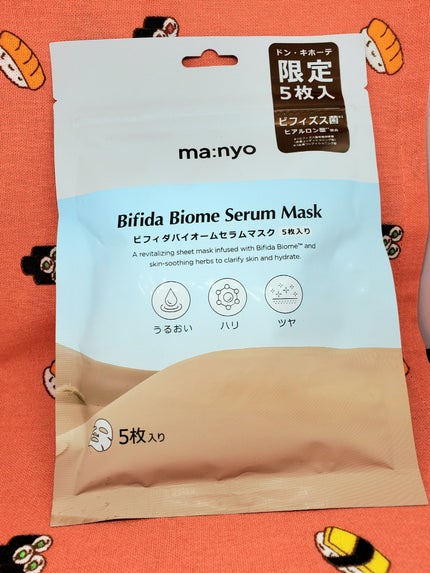 ドン・キホーテ
限定
5枚入
ビフィズス菌
ヒアルロン酸
ma:nyo
Bifida Biome Serum Mask
ビフィダバイオームセラムマスク 5枚入り
A revitalizing sheet mask infused with Bifida Biome™ and
skin-soothing herbs to clarify skin and hydrate.
うるおい ハリ ツヤ
5枚入り